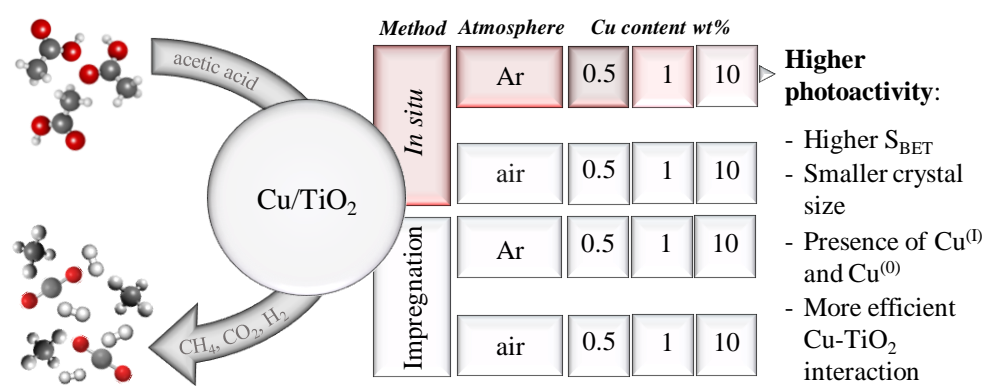 Method Atmosphere Cu content wt%
acetic acid
Cu/TiO₂
CH₄, CO₂, H₂
In situ
Ar 0.5 1 10
air 0.5 1 10
Impregnation
Ar 0.5 1 10
air 0.5 1 10
Higher
photoactivity:
- Higher S_BET
- Smaller crystal
size
- Presence of Cu⁽ᴵ⁾
and Cu⁽⁰⁾
- More efficient
Cu-TiO₂
interaction